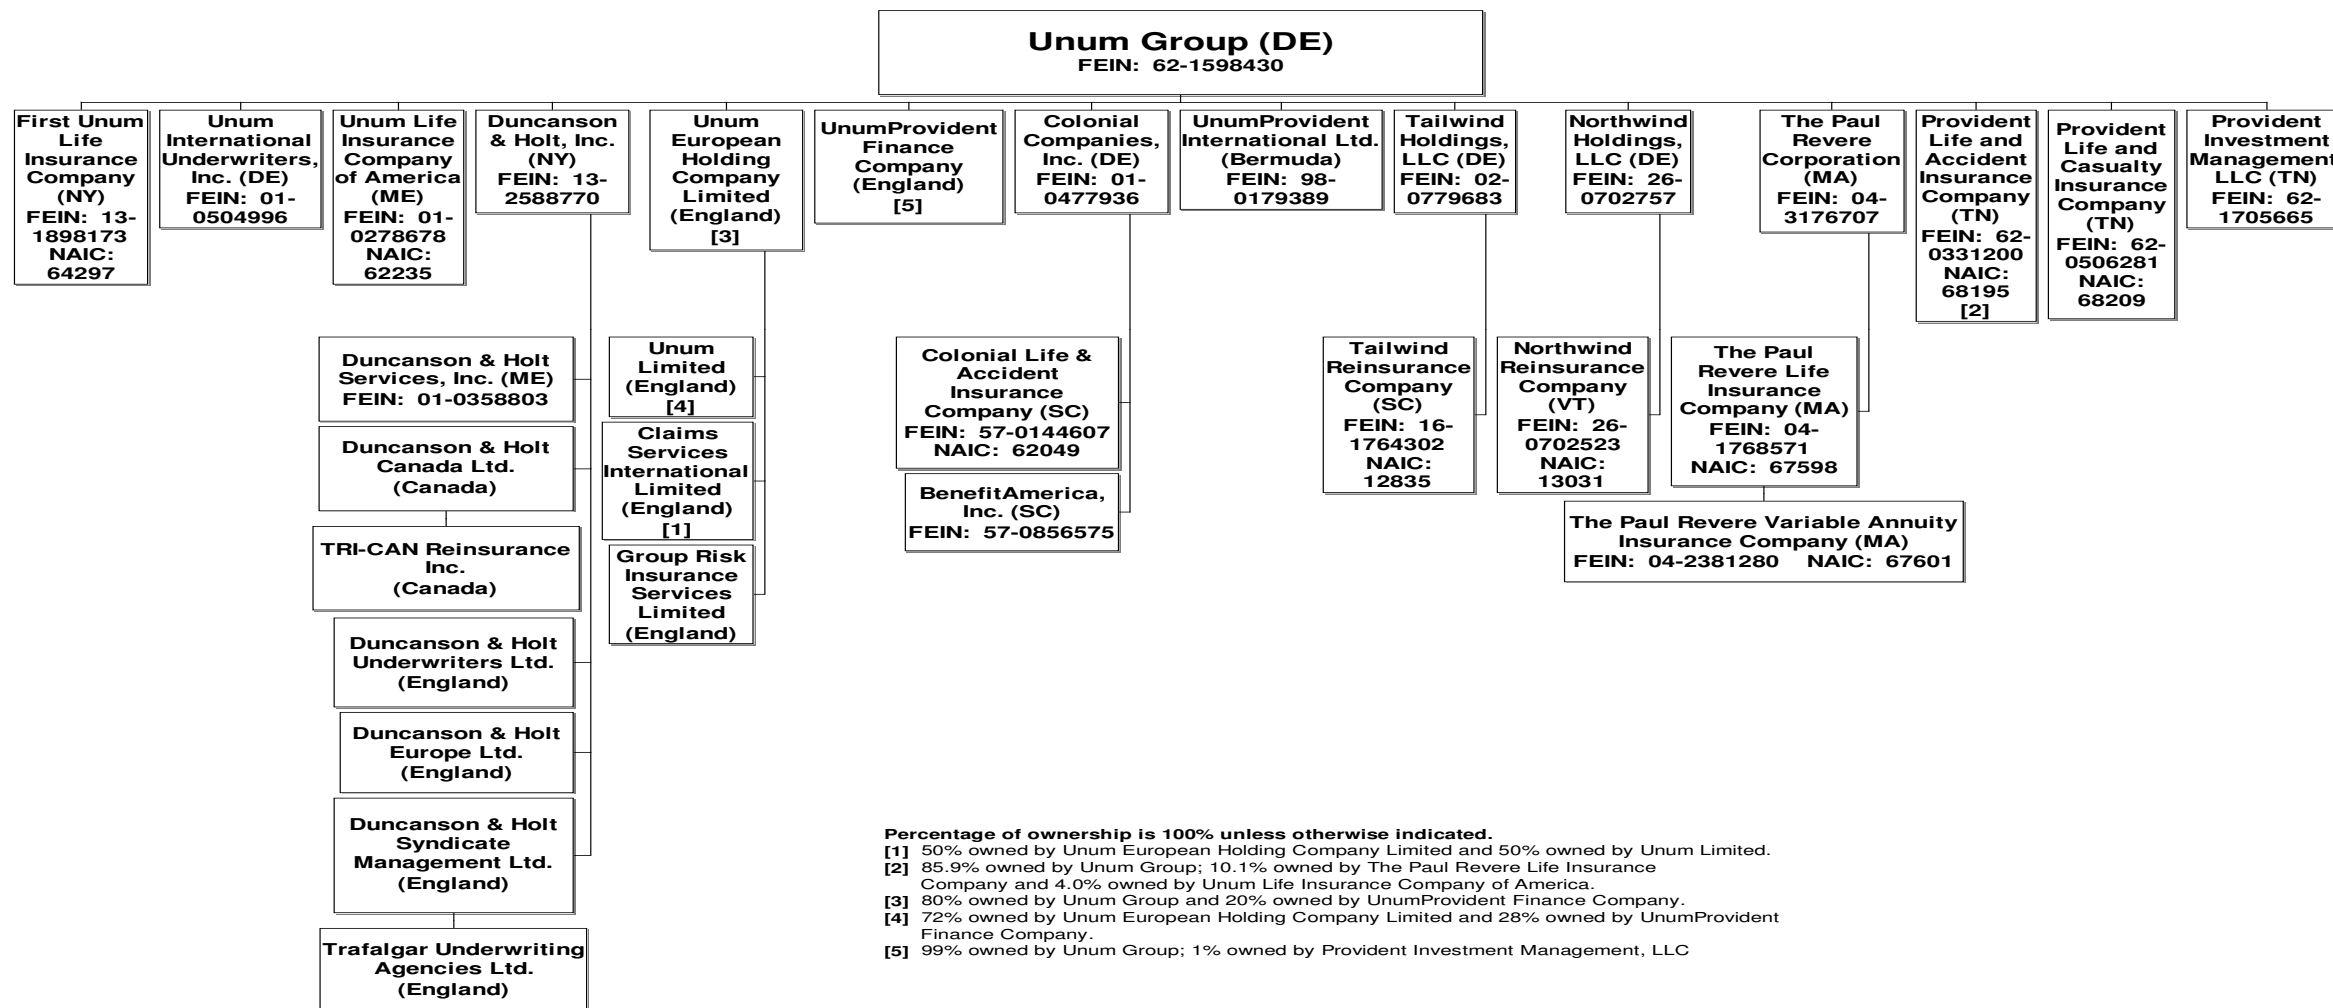 Unum Group (DE)
FEIN: 62-1598430
First Unum
Life
Insurance
Company
(NY)
FEIN: 13-
1898173
NAIC:
64297
Unum
International
Underwriters,
Inc. (DE)
FEIN: 01-
0504996
Unum Life
Insurance
Company
of America
(ME)
FEIN: 01-
0278678
NAIC:
62235
Duncanson
& Holt, Inc.
(NY)
FEIN: 13-
2588770
Unum
European
Holding
Company
Limited
(England)
[3]
UnumProvident
Finance
Company
(England)
[5]
Colonial
Companies,
Inc. (DE)
FEIN: 01-
0477936
UnumProvident
International Ltd.
(Bermuda)
FEIN: 98-
0179389
Tailwind
Holdings,
LLC (DE)
FEIN: 02-
0779683
Northwind
Holdings,
LLC (DE)
FEIN: 26-
0702757
The Paul
Revere
Corporation
(MA)
FEIN: 04-
3176707
Provident
Life and
Accident
Insurance
Company
(TN)
FEIN: 62-
0331200
NAIC:
68195
[2]
Provident
Life and
Casualty
Insurance
Company
(TN)
FEIN: 62-
0506281
NAIC:
68209
Provident
Investment
Management
LLC (TN)
FEIN: 62-
1705665
Duncanson & Holt
Services, Inc. (ME)
FEIN: 01-0358803
Duncanson & Holt
Canada Ltd.
(Canada)
TRI-CAN Reinsurance
Inc.
(Canada)
Duncanson & Holt
Underwriters Ltd.
(England)
Duncanson & Holt
Europe Ltd.
(England)
Duncanson & Holt
Syndicate
Management Ltd.
(England)
Trafalgar Underwriting
Agencies Ltd.
(England)
Unum
Limited
(England)
[4]
Claims
Services
International
Limited
(England)
[1]
Group Risk
Insurance
Services
Limited
(England)
Colonial Life &
Accident
Insurance
Company (SC)
FEIN: 57-0144607
NAIC: 62049
BenefitAmerica,
Inc. (SC)
FEIN: 57-0856575
Tailwind
Reinsurance
Company
(SC)
FEIN: 16-
1764302
NAIC:
12835
Northwind
Reinsurance
Company
(VT)
FEIN: 26-
0702523
NAIC:
13031
The Paul
Revere Life
Insurance
Company (MA)
FEIN: 04-
1768571
NAIC: 67598
The Paul Revere Variable Annuity
Insurance Company (MA)
FEIN: 04-2381280 NAIC: 67601
Percentage of ownership is 100% unless otherwise indicated.
[1] 50% owned by Unum European Holding Company Limited and 50% owned by Unum Limited.
[2] 85.9% owned by Unum Group; 10.1% owned by The Paul Revere Life Insurance
Company and 4.0% owned by Unum Life Insurance Company of America.
[3] 80% owned by Unum Group and 20% owned by UnumProvident Finance Company.
[4] 72% owned by Unum European Holding Company Limited and 28% owned by UnumProvident
Finance Company.
[5] 99% owned by Unum Group; 1% owned by Provident Investment Management, LLC